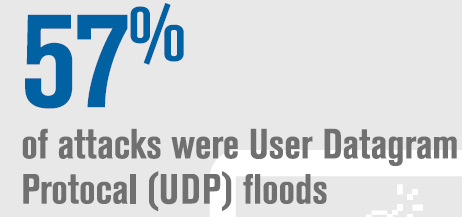 57%
of attacks were User Datagram
Protocal (UDP) floods